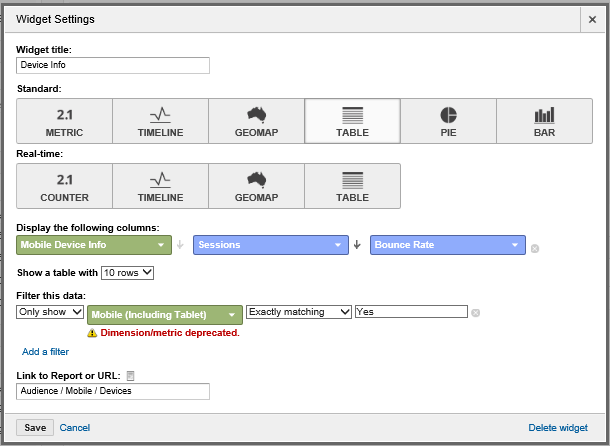 Widget Settings
Widget title:
Device Info
Standard:
2.1
METRIC TIMELINE GEOMAP TABLE PIE BAR
Real-time:
2.1
COUNTER TIMELINE GEOMAP TABLE
Display the following columns:
Mobile Device Info Sessions Bounce Rate
Show a table with 10 rows
Filter this data:
Only show Mobile (Including Tablet) Exactly matching Yes
Dimension/metric deprecated.
Add a filter
Link to Report or URL:
Audience / Mobile / Devices
Save Cancel Delete widget